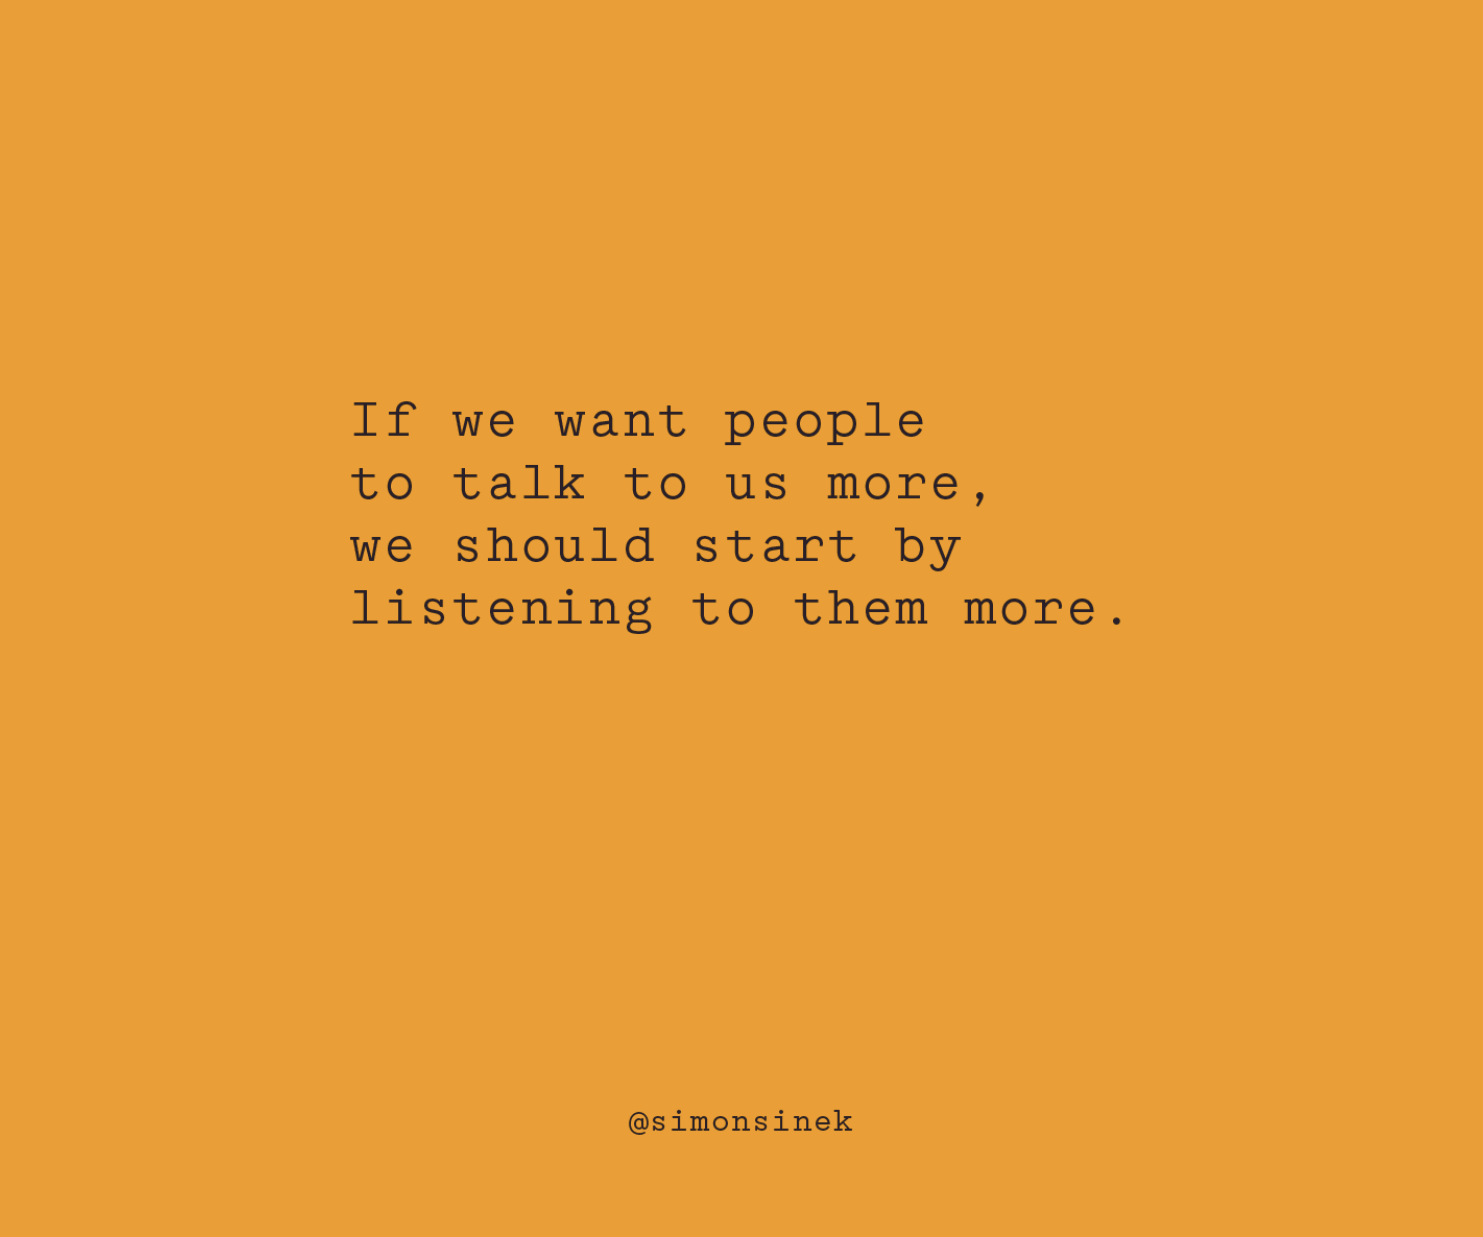 If we want people
to talk to us more,
we should start by
listening to them more.
@simonsinek